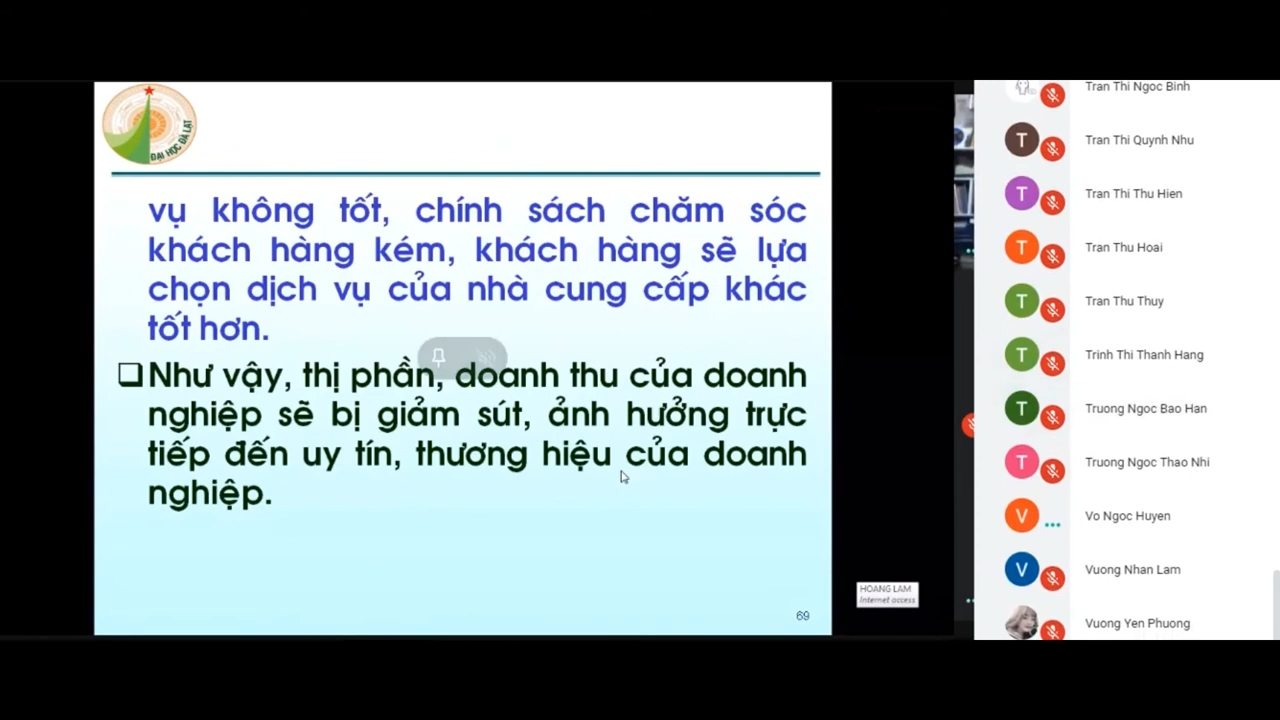 ĐẠI HỌC ĐÀ LẠT
vụ không tốt, chính sách chăm sóc
khách hàng kém, khách hàng sẽ lựa
chọn dịch vụ của nhà cung cấp khác
tốt hơn.
❑ Như vậy, thị phần, doanh thu của doanh
nghiệp sẽ bị giảm sút, ảnh hưởng trực
tiếp đến uy tín, thương hiệu của doanh
nghiệp.
69
HOANG LAM
Internet access
Tran Thi Ngoc Binh
T Tran Thi Quynh Nhu
T Tran Thi Thu Hien
T Tran Thu Hoai
T Tran Thu Thuy
T Trinh Thi Thanh Hang
T Truong Ngoc Bao Han
T Truong Ngoc Thao Nhi
V Vo Ngoc Huyen
V Vuong Nhan Lam
Vuong Yen Phuong